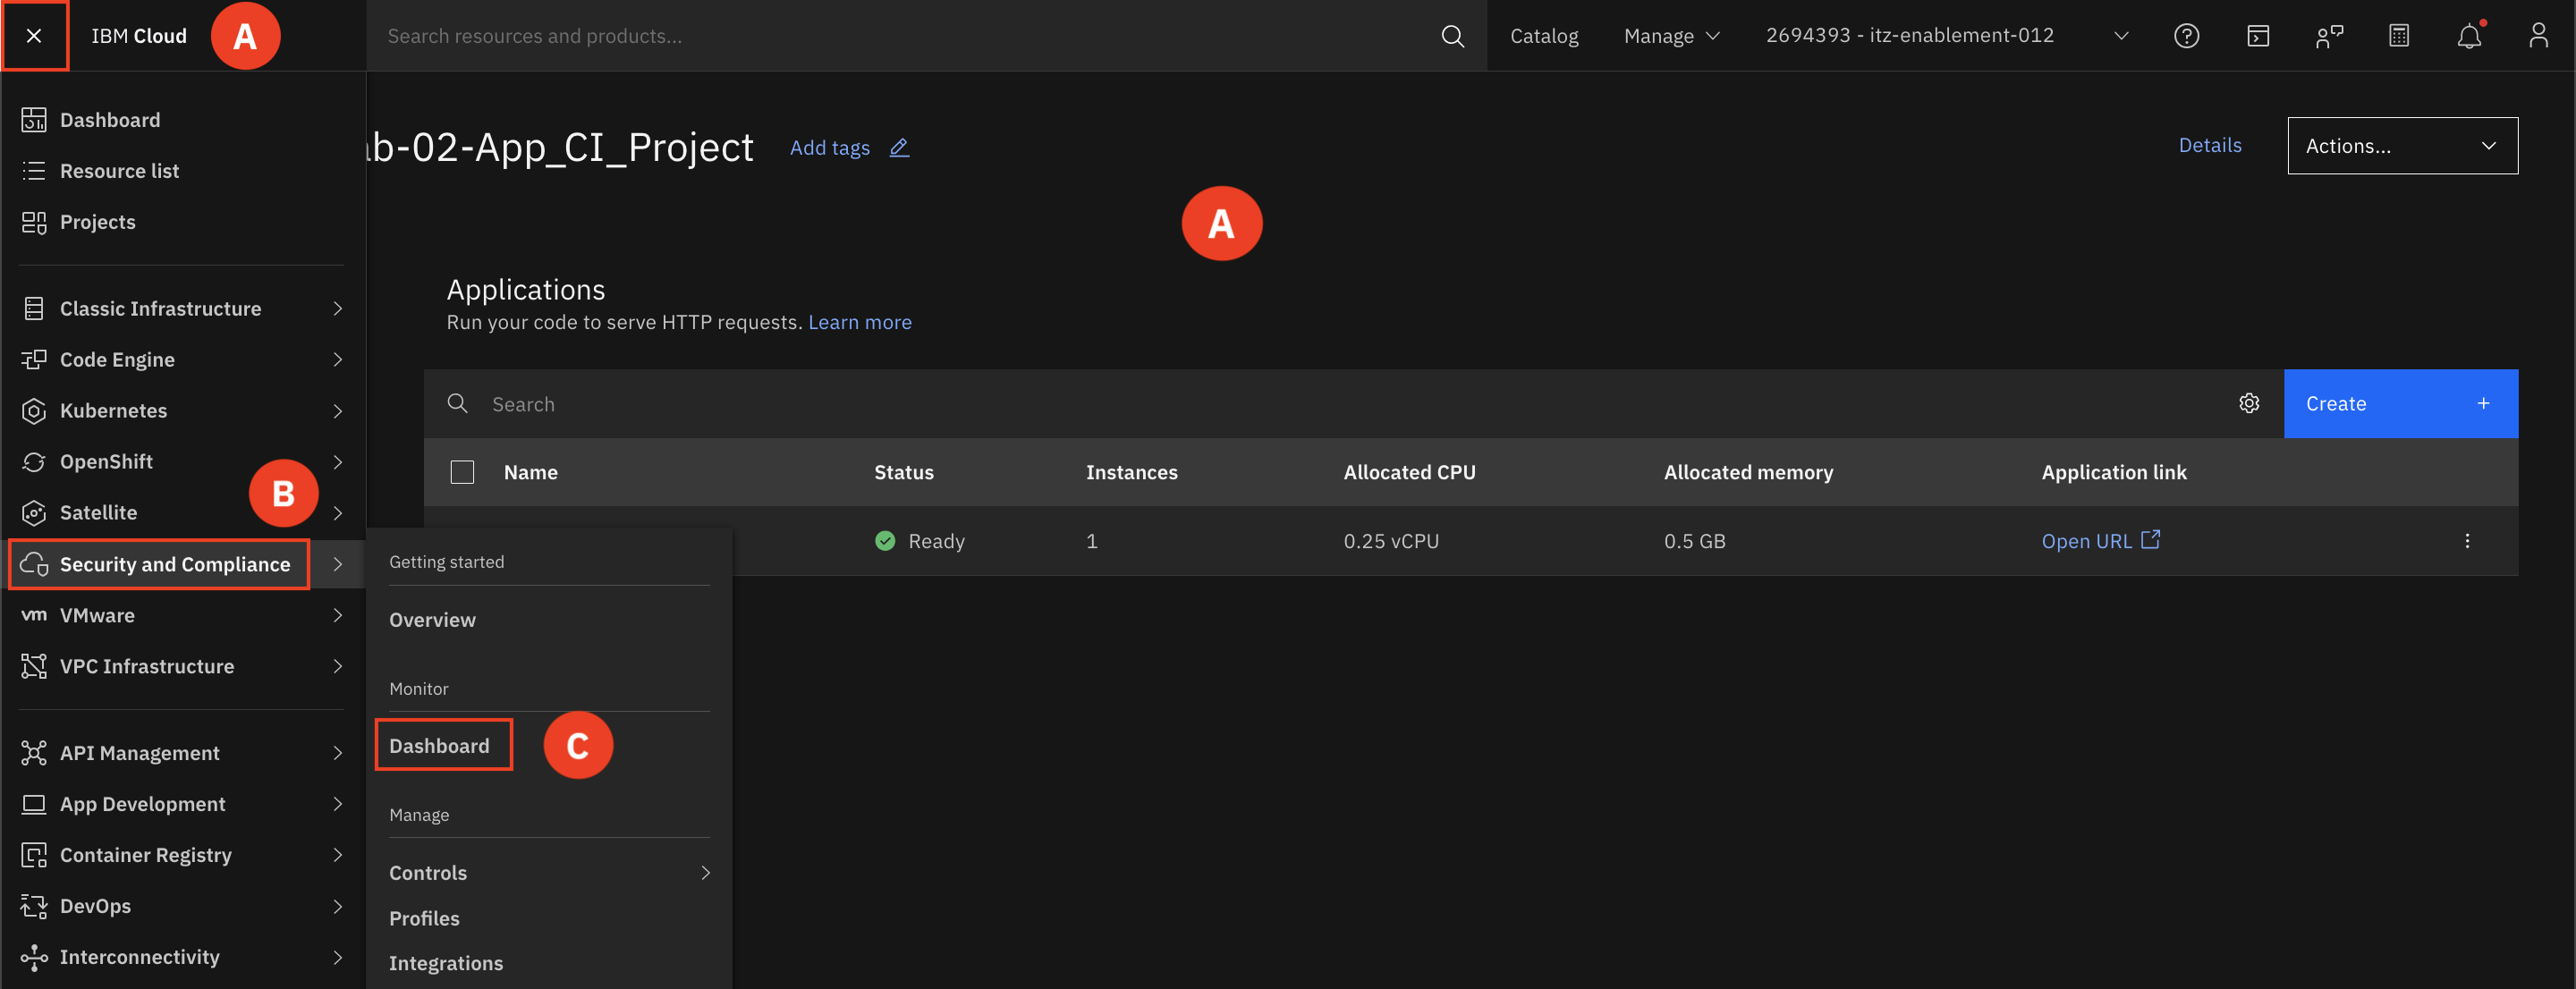 IBM Cloud
A
Search resources and products...
Catalog
Manage
2694393 - itz-enablement-012
Dashboard
Resource list
Projects
Classic Infrastructure
Code Engine
Kubernetes
OpenShift
B
Satellite
Security and Compliance
vm VMware
VPC Infrastructure
API Management
App Development
Container Registry
DevOps
Interconnectivity
Getting started
Overview
Monitor
Dashboard
C
Manage
Controls
Profiles
Integrations
b-02-App_CI_Project
Add tags
Details
Actions...
A
Applications
Run your code to serve HTTP requests. Learn more
Search
Create +
Name Status Instances Allocated CPU Allocated memory Application link
Ready 1 0.25 vCPU 0.5 GB Open URL